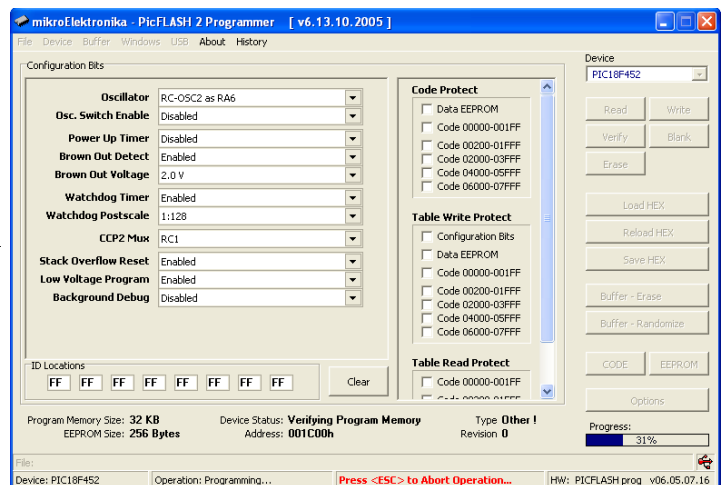 mikroElektronika - PicFLASH 2 Programmer [ v6.13.10.2005 ]
File Device Buffer Windows USB About History
Configuration Bits
Oscillator RC-OSC2 as RA6
Osc. Switch Enable Disabled
Power Up Timer Disabled
Brown Out Detect Enabled
Brown Out Voltage 2.0 V
Watchdog Timer Enabled
Watchdog Postscale 1:128
CCP2 Mux RC1
Stack Overflow Reset Enabled
Low Voltage Program Enabled
Background Debug Disabled
ID Locations
FF FF FF FF FF FF FF FF
Clear
Code Protect
Data EEPROM
Code 00000-001FF
Code 00200-01FFF
Code 02000-03FFF
Code 04000-05FFF
Code 06000-07FFF
Table Write Protect
Configuration Bits
Data EEPROM
Code 00000-001FF
Code 00200-01FFF
Code 02000-03FFF
Code 04000-05FFF
Code 06000-07FFF
Table Read Protect
Code 00000-001FF
Device
PIC18F452
Read Write
Verify Blank
Erase
Load HEX
Reload HEX
Save HEX
Buffer - Erase
Buffer - Randomize
CODE EEPROM
Options
Progress:
31%
Program Memory Size: 32 KB Device Status: Verifying Program Memory Type Other !
EEPROM Size: 256 Bytes Address: 001C00h Revision 0
File:
Device: PIC18F452 Operation: Programming... Press <ESC> to Abort Operation... HW: PICFLASH prog v06.05.07.16